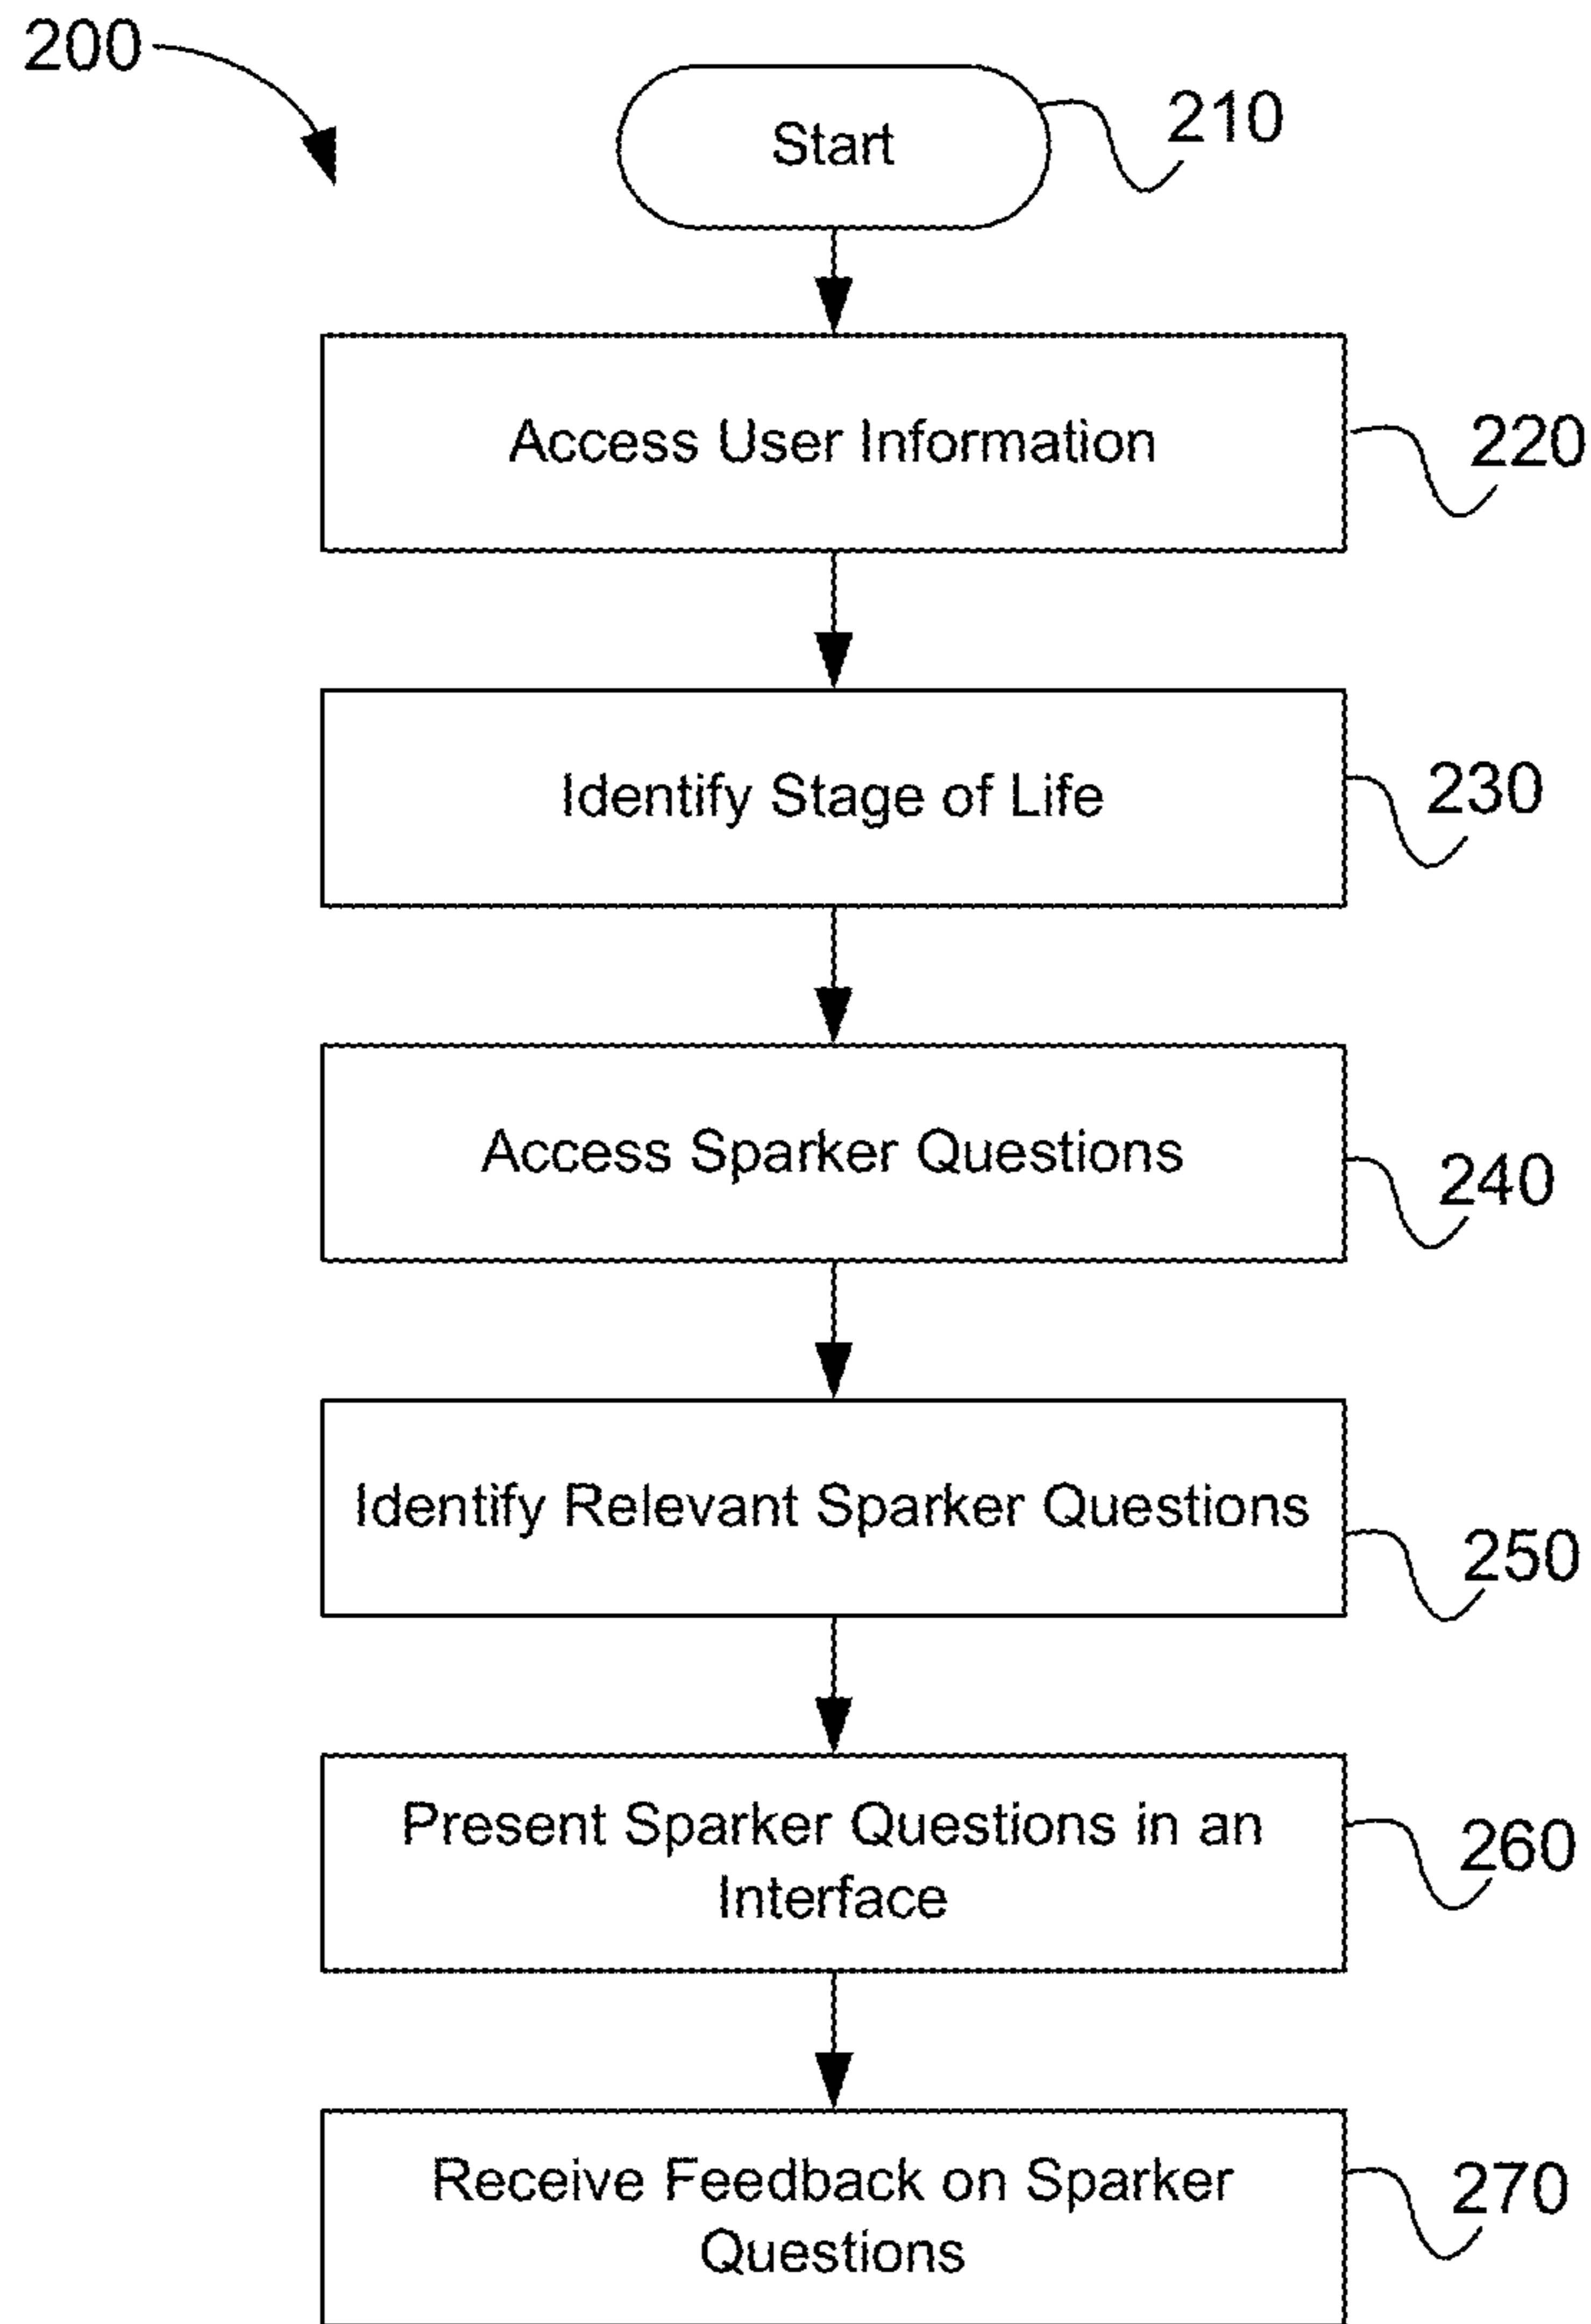 200
Start
210
Access User Information
220
Identify Stage of Life
230
Access Sparker Questions
240
Identify Relevant Sparker Questions
250
Present Sparker Questions in an
Interface
260
Receive Feedback on Sparker
Questions
270